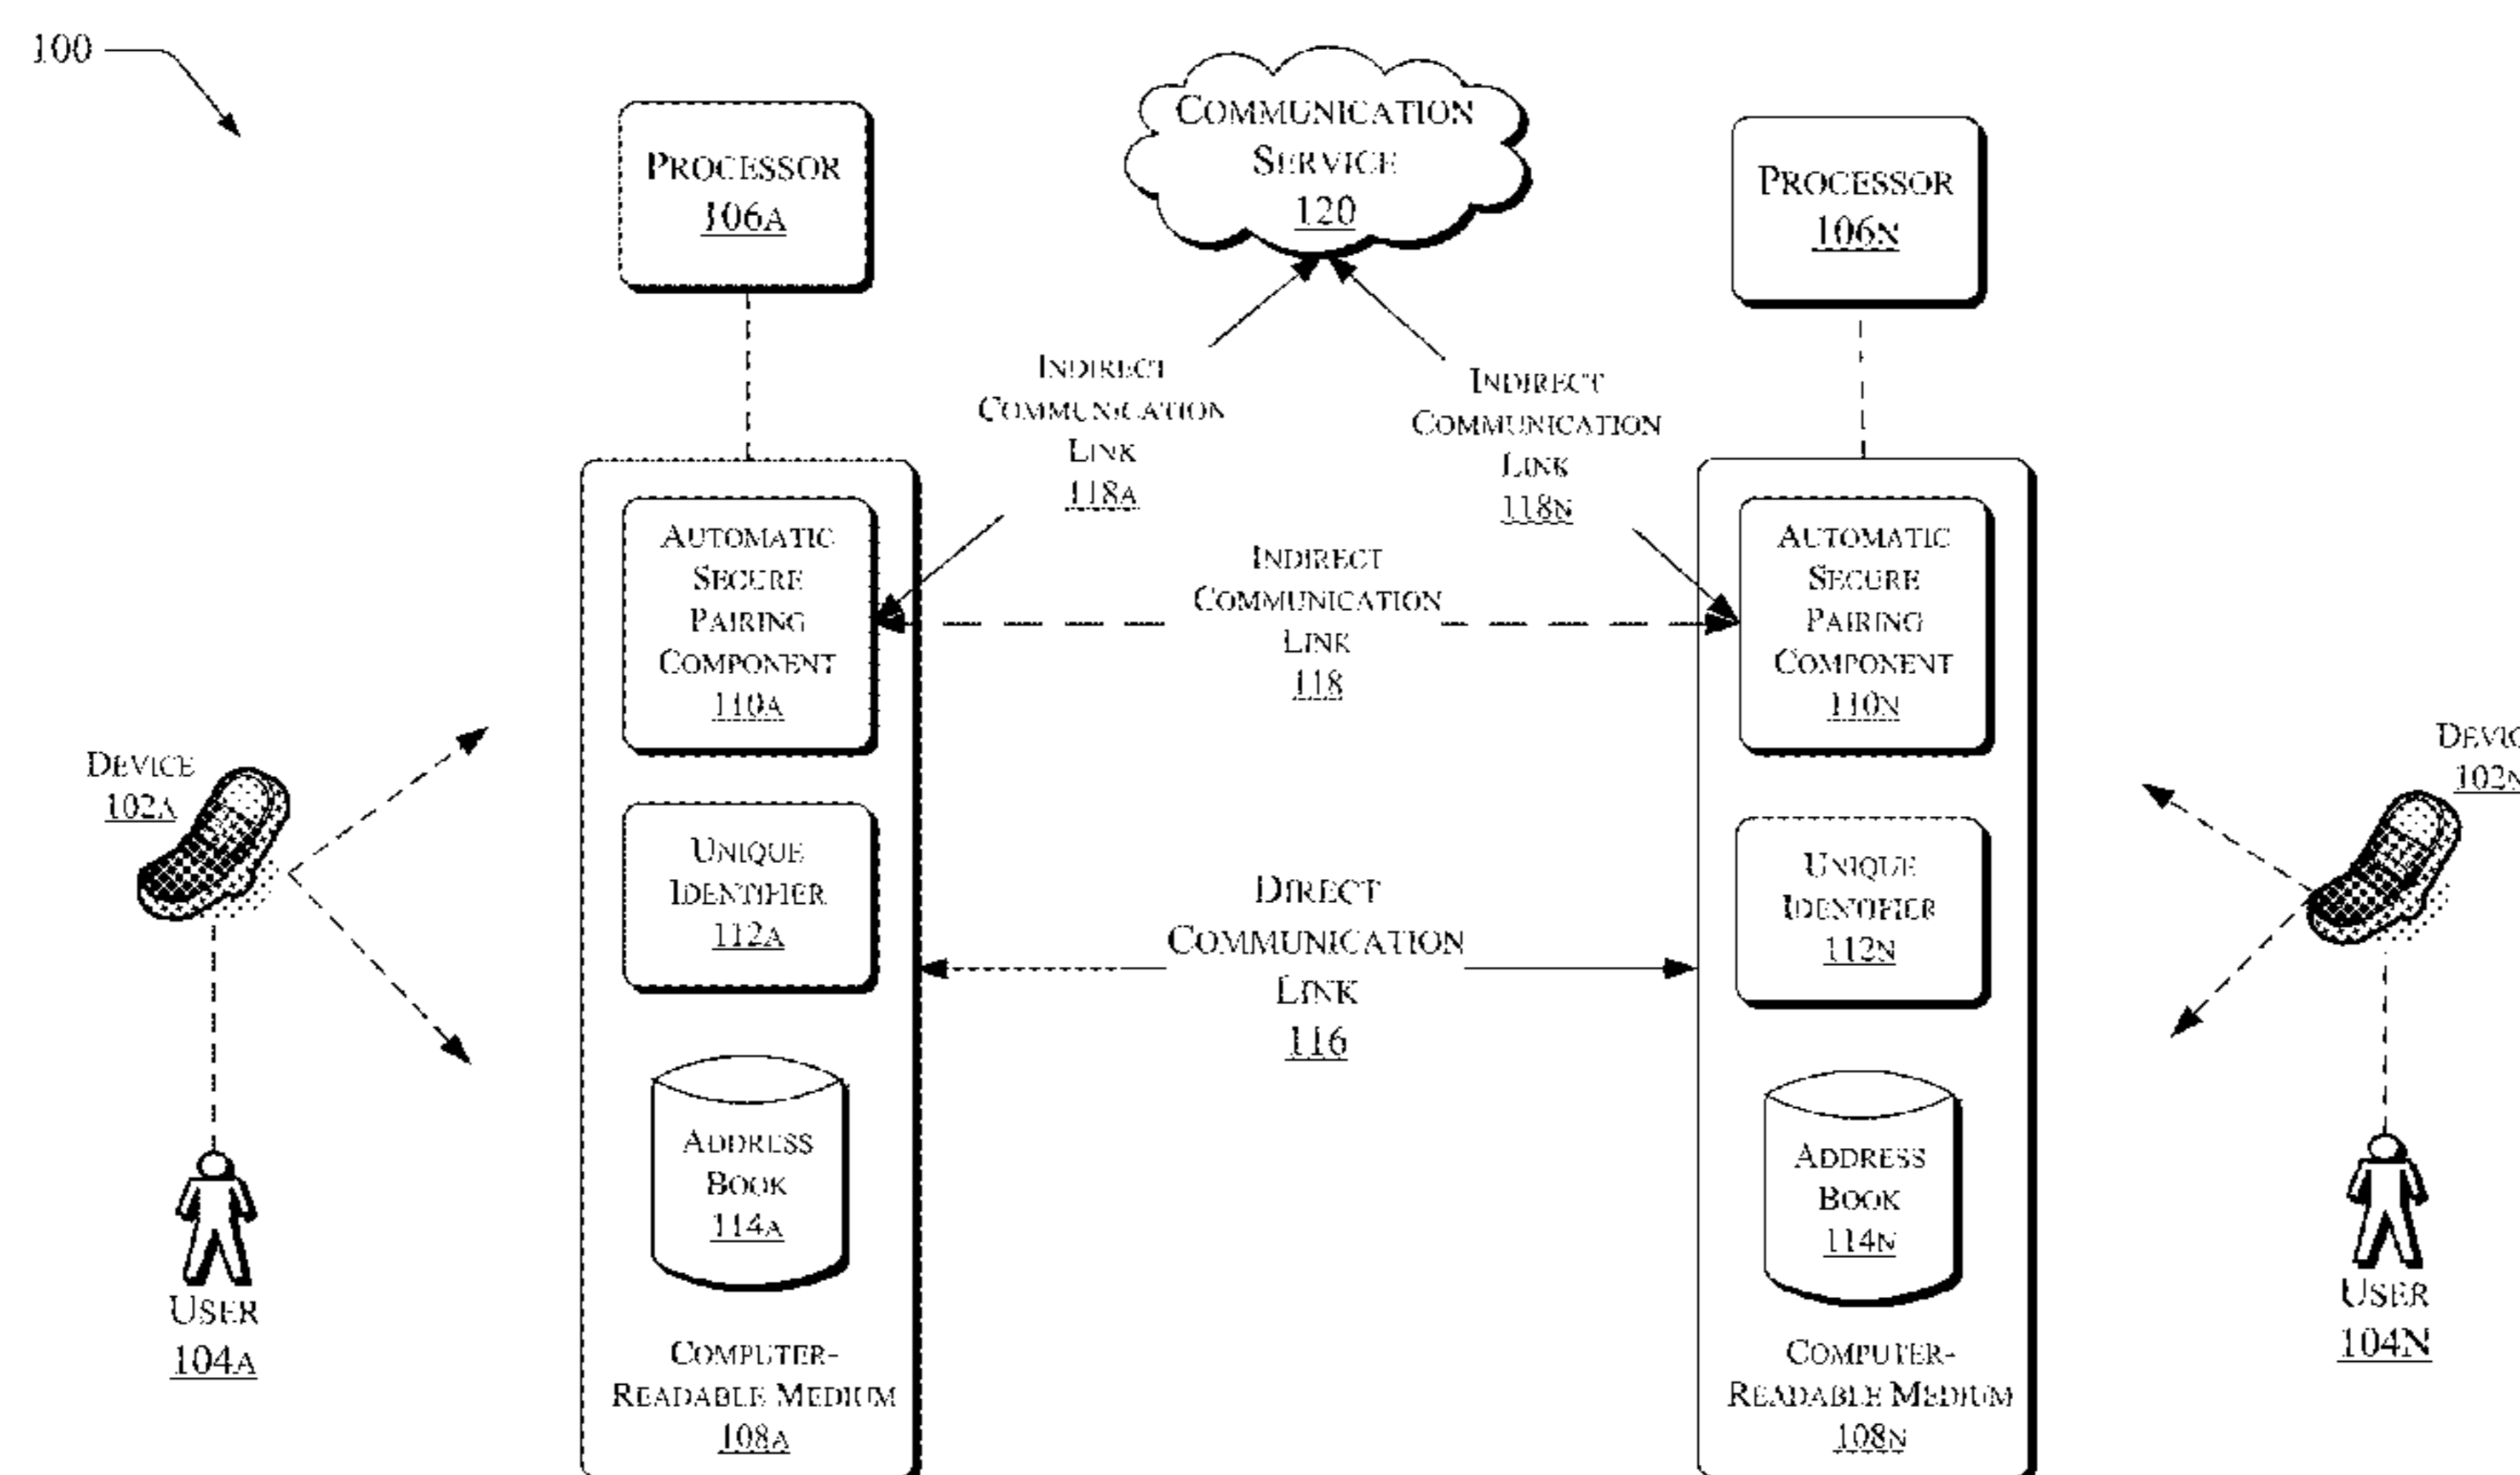 100
PROCESSOR
106A
COMMUNICATION
SERVICE
120
PROCESSOR
106N
INDIRECT
COMMUNICATION
LINK
118A
INDIRECT
COMMUNICATION
LINK
118N
AUTOMATIC
SECURE
PAIRING
COMPONENT
110A
INDIRECT
COMMUNICATION
LINK
118
AUTOMATIC
SECURE
PAIRING
COMPONENT
110N
DEVICE
102A
UNIQUE
IDENTIFIER
112A
DIRECT
COMMUNICATION
LINK
116
UNIQUE
IDENTIFIER
112N
DEVIC
102N
ADDRESS
BOOK
114A
ADDRESS
BOOK
114N
USER
104A
COMPUTER-
READABLE MEDIUM
108A
COMPUTER-
READABLE MEDIUM
108N
USER
104N